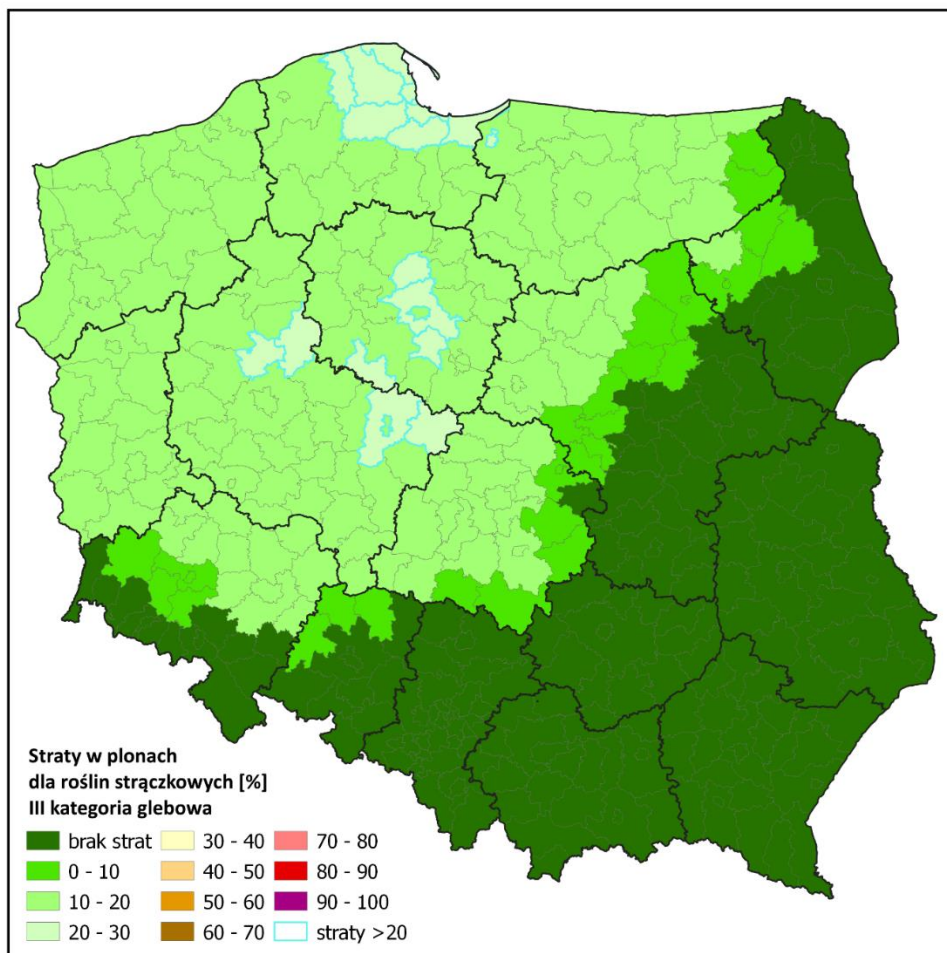 Straty w plonach
dla roślin strączkowych [%]
III kategoria glebowa
brak strat
0 - 10
10 - 20
20 - 30
30 - 40
40 - 50
50 - 60
60 - 70
70 - 80
80 - 90
90 - 100
straty >20